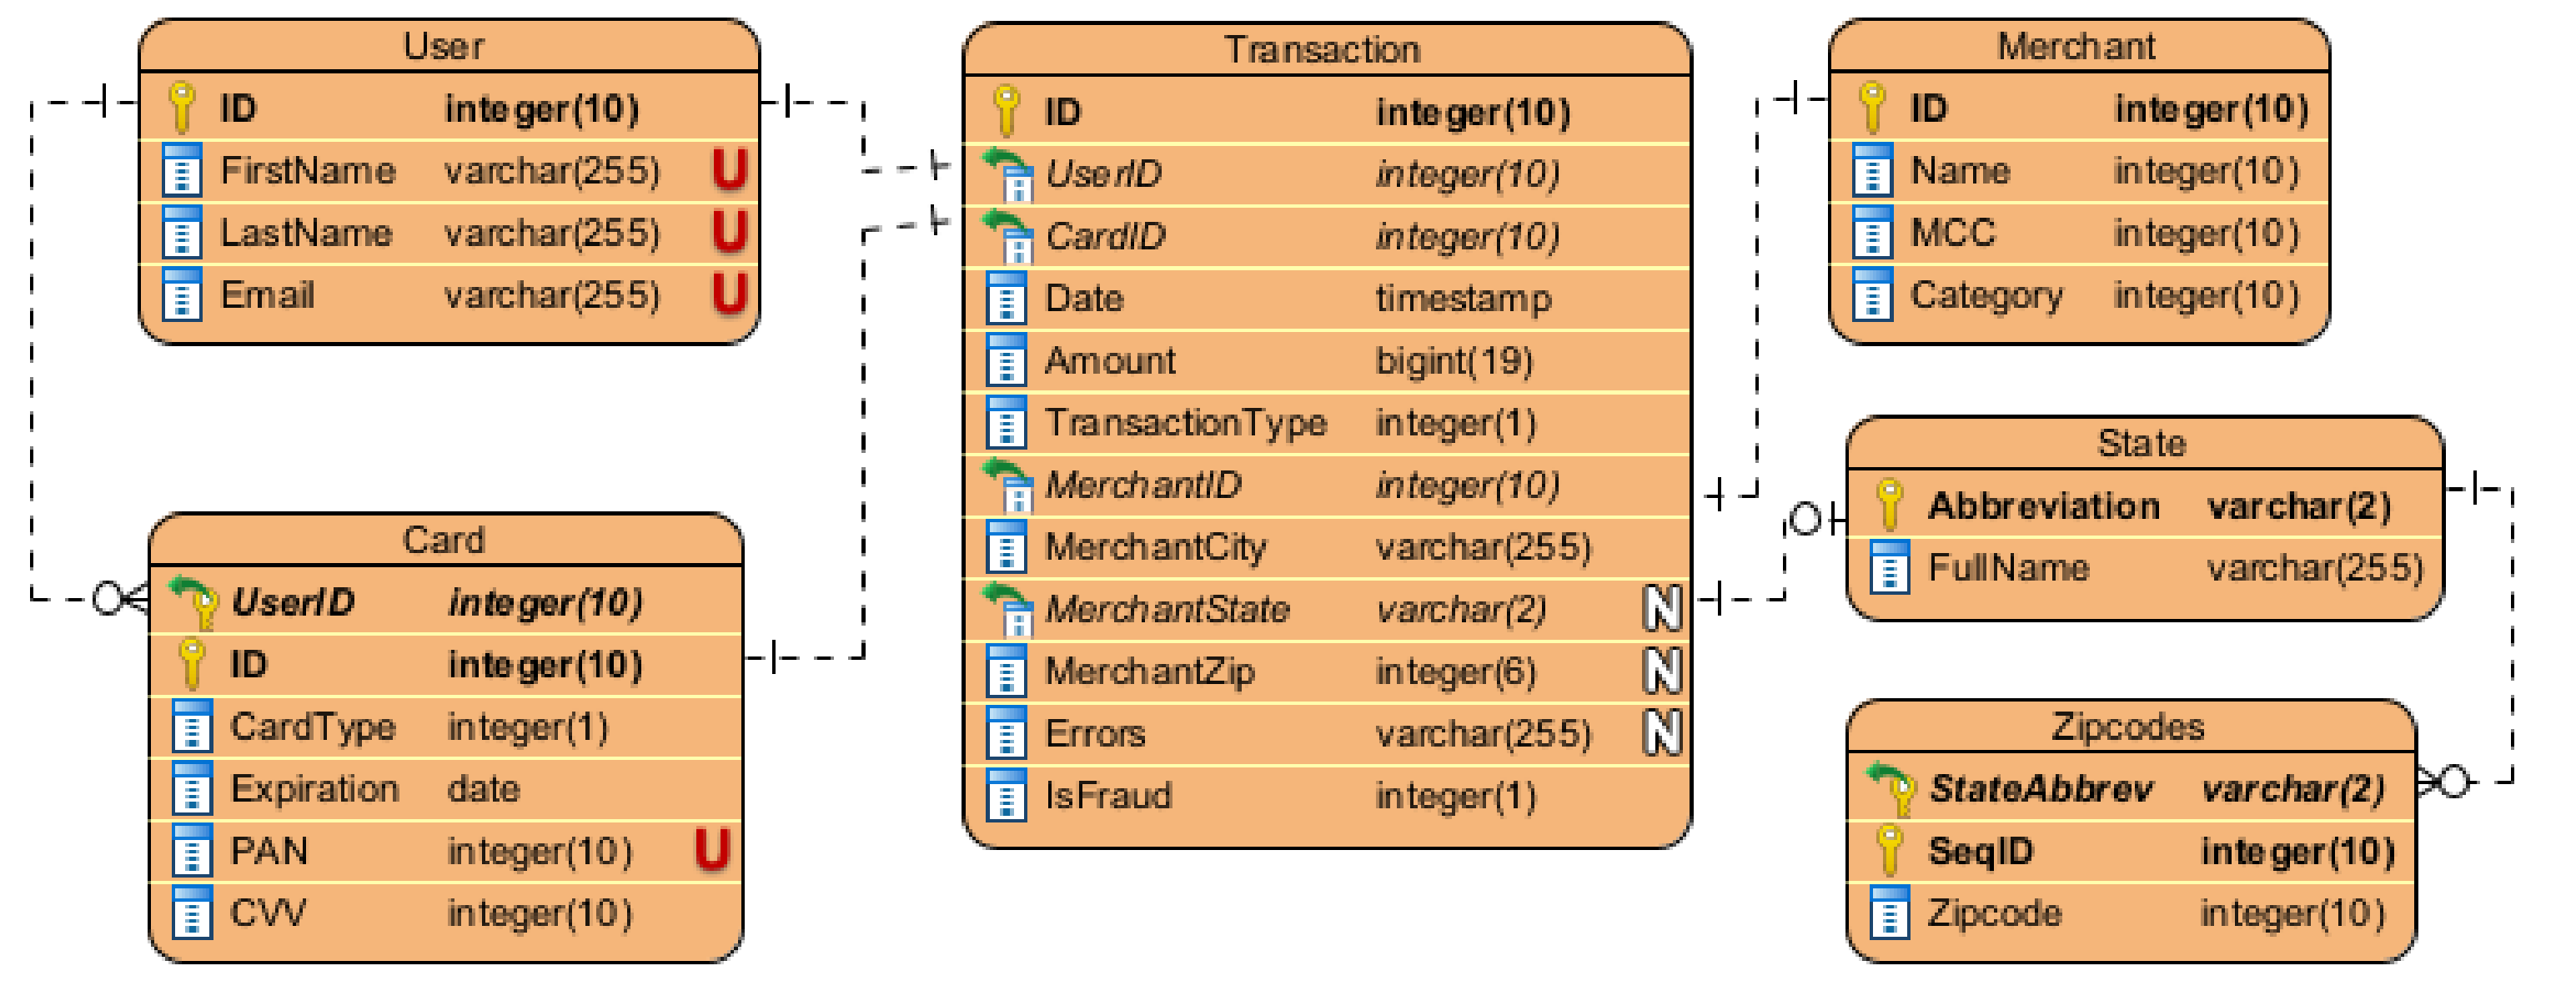 User
ID integer(10)
FirstName varchar(255) U
LastName varchar(255) U
Email varchar(255) U
Card
UserID integer(10)
ID integer(10)
CardType integer(1)
Expiration date
PAN integer(10) U
CVV integer(10)
Transaction
ID integer(10)
UserID integer(10)
CardID integer(10)
Date timestamp
Amount bigint(19)
TransactionType integer(1)
MerchantID integer(10)
MerchantCity varchar(255)
MerchantState varchar(2) N
MerchantZip integer(6) N
Errors varchar(255) N
IsFraud integer(1)
Merchant
ID integer(10)
Name integer(10)
MCC integer(10)
Category integer(10)
State
Abbreviation varchar(2)
FullName varchar(255)
Zipcodes
StateAbbrev varchar(2)
SeqID integer(10)
Zipcode integer(10)